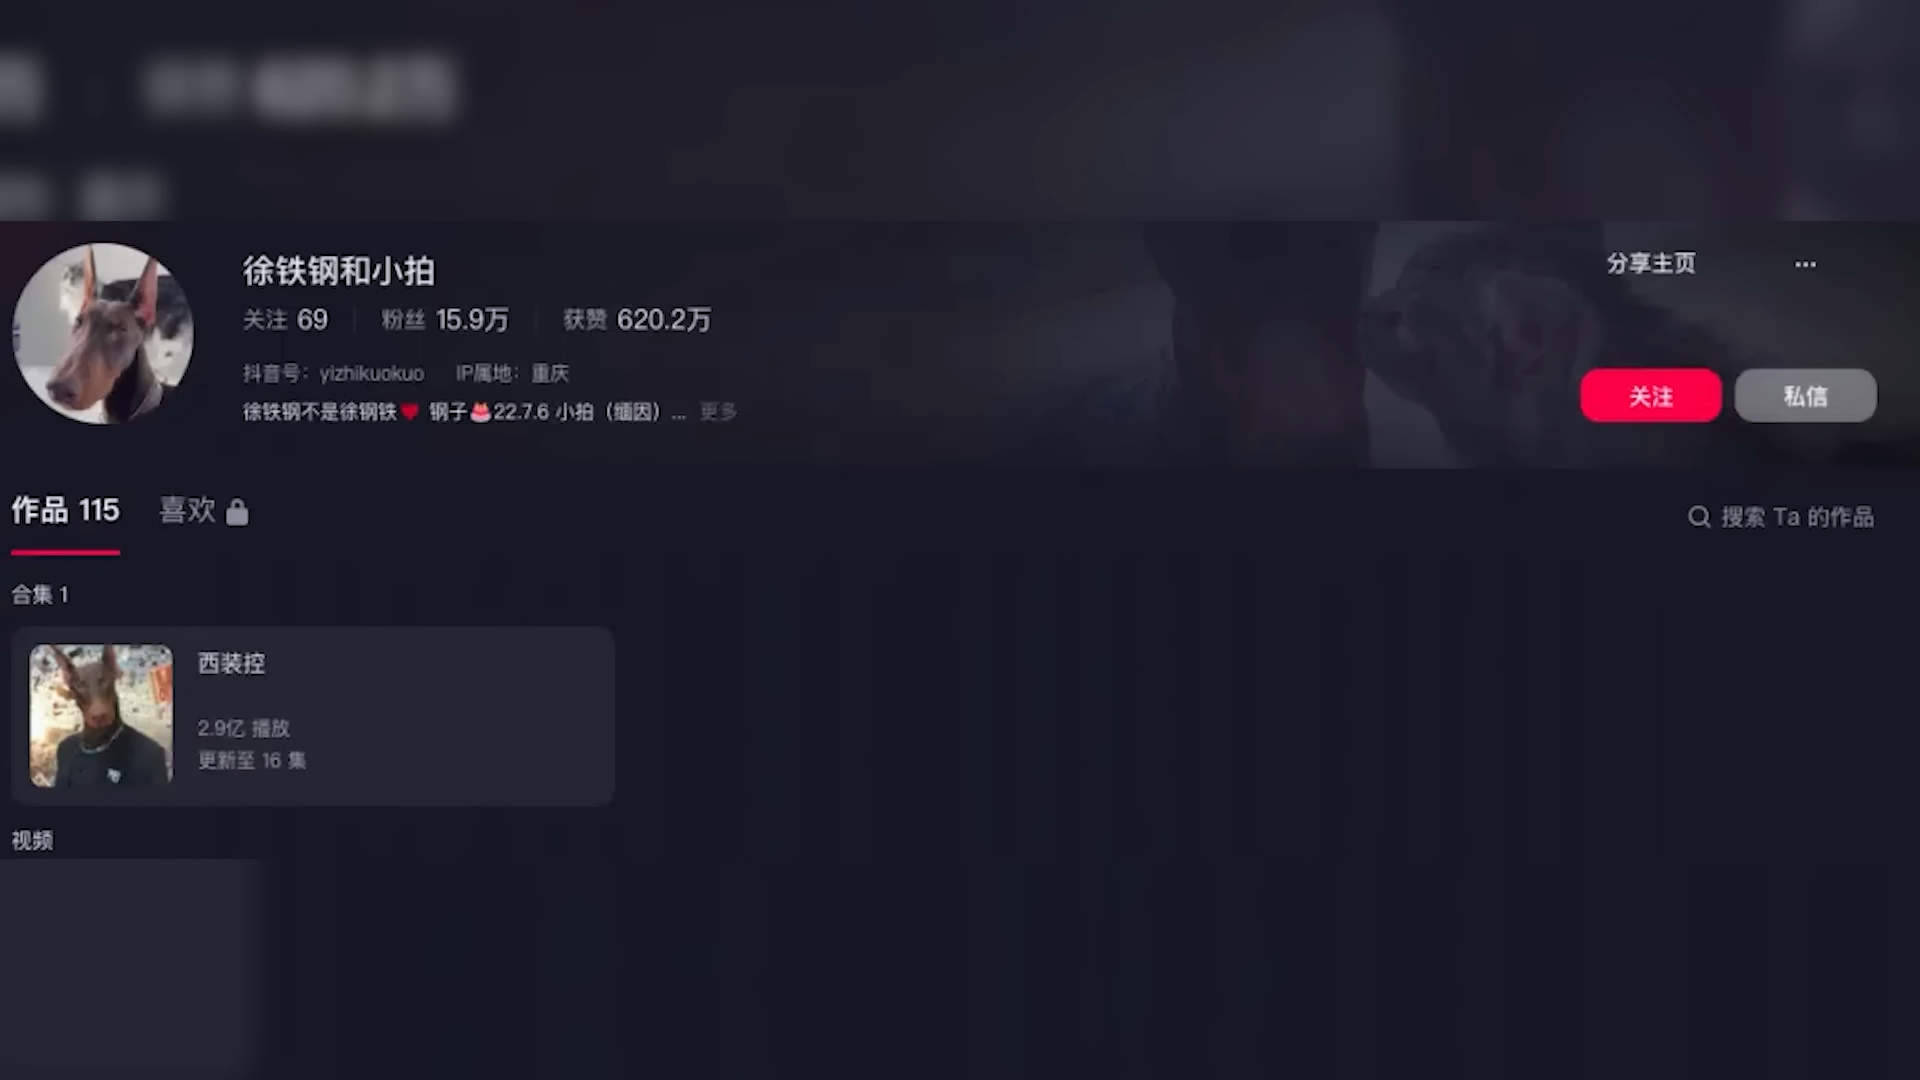 徐铁钢和小拍
分享主页
...
关注 69 粉丝 15.9万 获赞 620.2万
抖音号：yizhikuokuo IP属地：重庆
徐铁钢不是徐钢铁❤️ 钢子🎂22.7.6 小拍（缅因）... 更多
关注
私信
作品 115 喜欢
搜索 Ta 的作品
合集 1
西装控
2.9亿 播放
更新至 16 集
视频